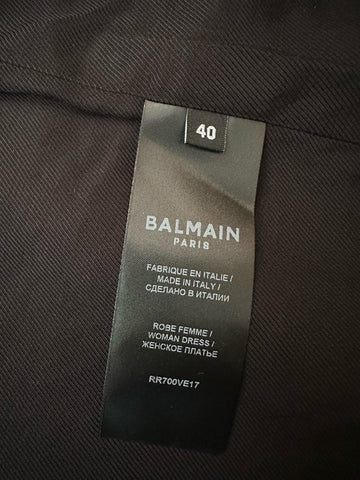 40
BALMAIN
PARIS
FABRIQUE EN ITALIE /
MADE IN ITALY /
СДЕЛАНО В ИТАЛИИ
ROBE FEMME /
WOMAN DRESS /
ЖЕНСКОЕ ПЛАТЬЕ
RR700VE17